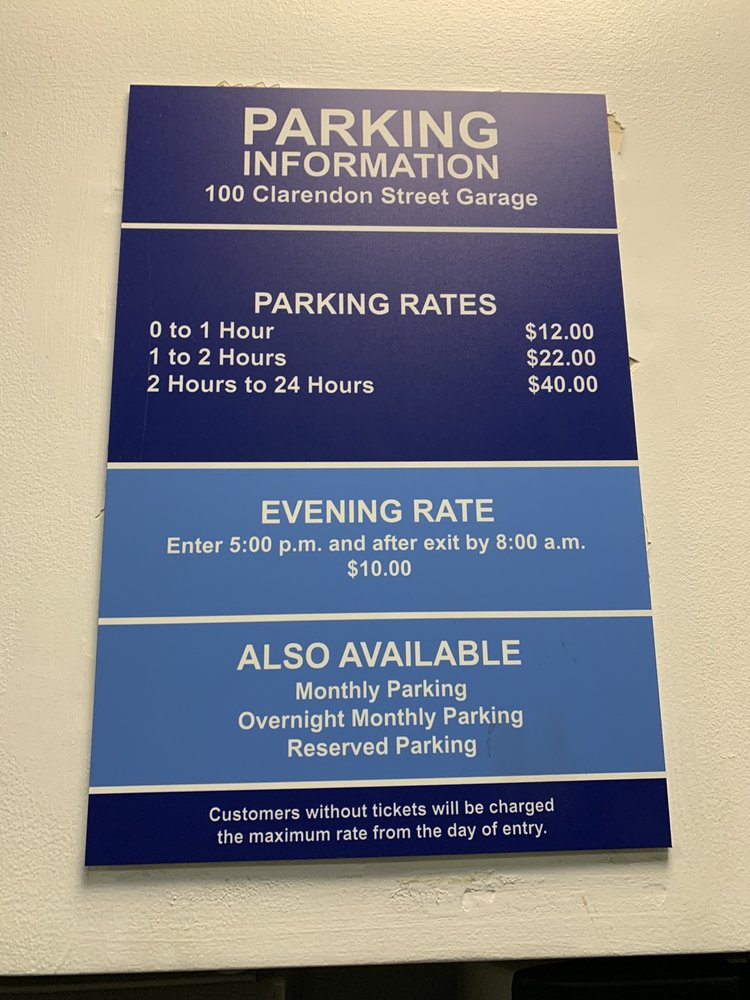 PARKING
INFORMATION
100 Clarendon Street Garage
PARKING RATES
0 to 1 Hour $12.00
1 to 2 Hours $22.00
2 Hours to 24 Hours $40.00
EVENING RATE
Enter 5:00 p.m. and after exit by 8:00 a.m.
$10.00
ALSO AVAILABLE
Monthly Parking
Overnight Monthly Parking
Reserved Parking
Customers without tickets will be charged
the maximum rate from the day of entry.